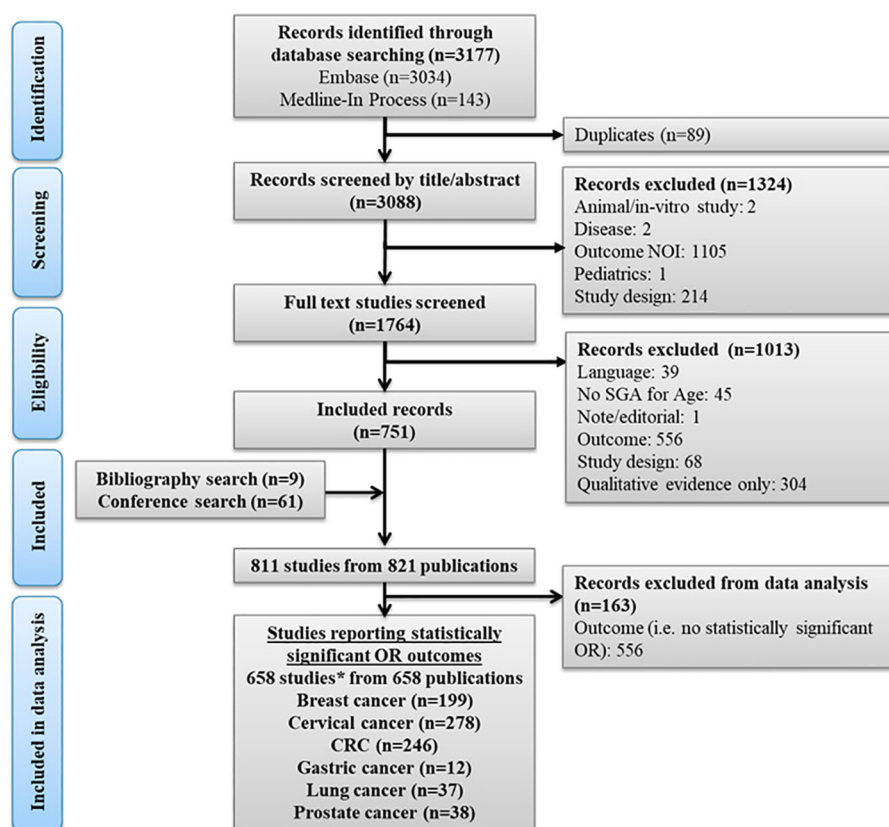 Identification
Records identified through
database searching (n=3177)
Embase (n=3034)
Medline-In Process (n=143)
Duplicates (n=89)
Screening
Records screened by title/abstract
(n=3088)
Records excluded (n=1324)
Animal/in-vitro study: 2
Disease: 2
Outcome NOI: 1105
Pediatrics: 1
Study design: 214
Eligibility
Full text studies screened
(n=1764)
Records excluded (n=1013)
Language: 39
No SGA for Age: 45
Note/editorial: 1
Outcome: 556
Study design: 68
Qualitative evidence only: 304
Included records
(n=751)
Included
Bibliography search (n=9)
Conference search (n=61)
811 studies from 821 publications
Records excluded from data analysis
(n=163)
Outcome (i.e. no statistically significant
OR): 556
Included in data analysis
Studies reporting statistically
significant OR outcomes
658 studies* from 658 publications
Breast cancer (n=199)
Cervical cancer (n=278)
CRC (n=246)
Gastric cancer (n=12)
Lung cancer (n=37)
Prostate cancer (n=38)